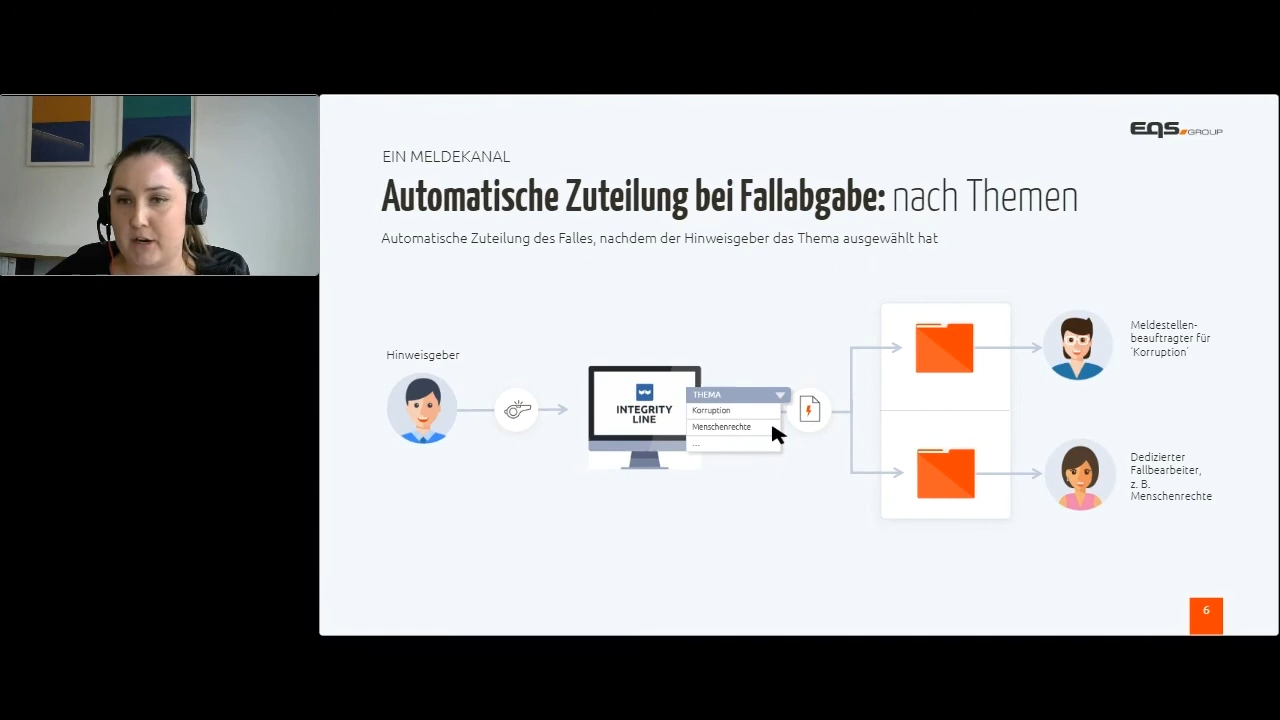 EQS GROUP
EIN MELDEKANAL
Automatische Zuteilung bei Fallabgabe: nach Themen
Automatische Zuteilung des Falles, nachdem der Hinweisgeber das Thema ausgewählt hat
Hinweisgeber
INTEGRITY
LINE
THEMA
Korruption
Menschenrechte
...
Meldestellen-
beauftragter für
'Korruption'
Dedizierter
Fallbearbeiter,
z. B.
Menschenrechte
6